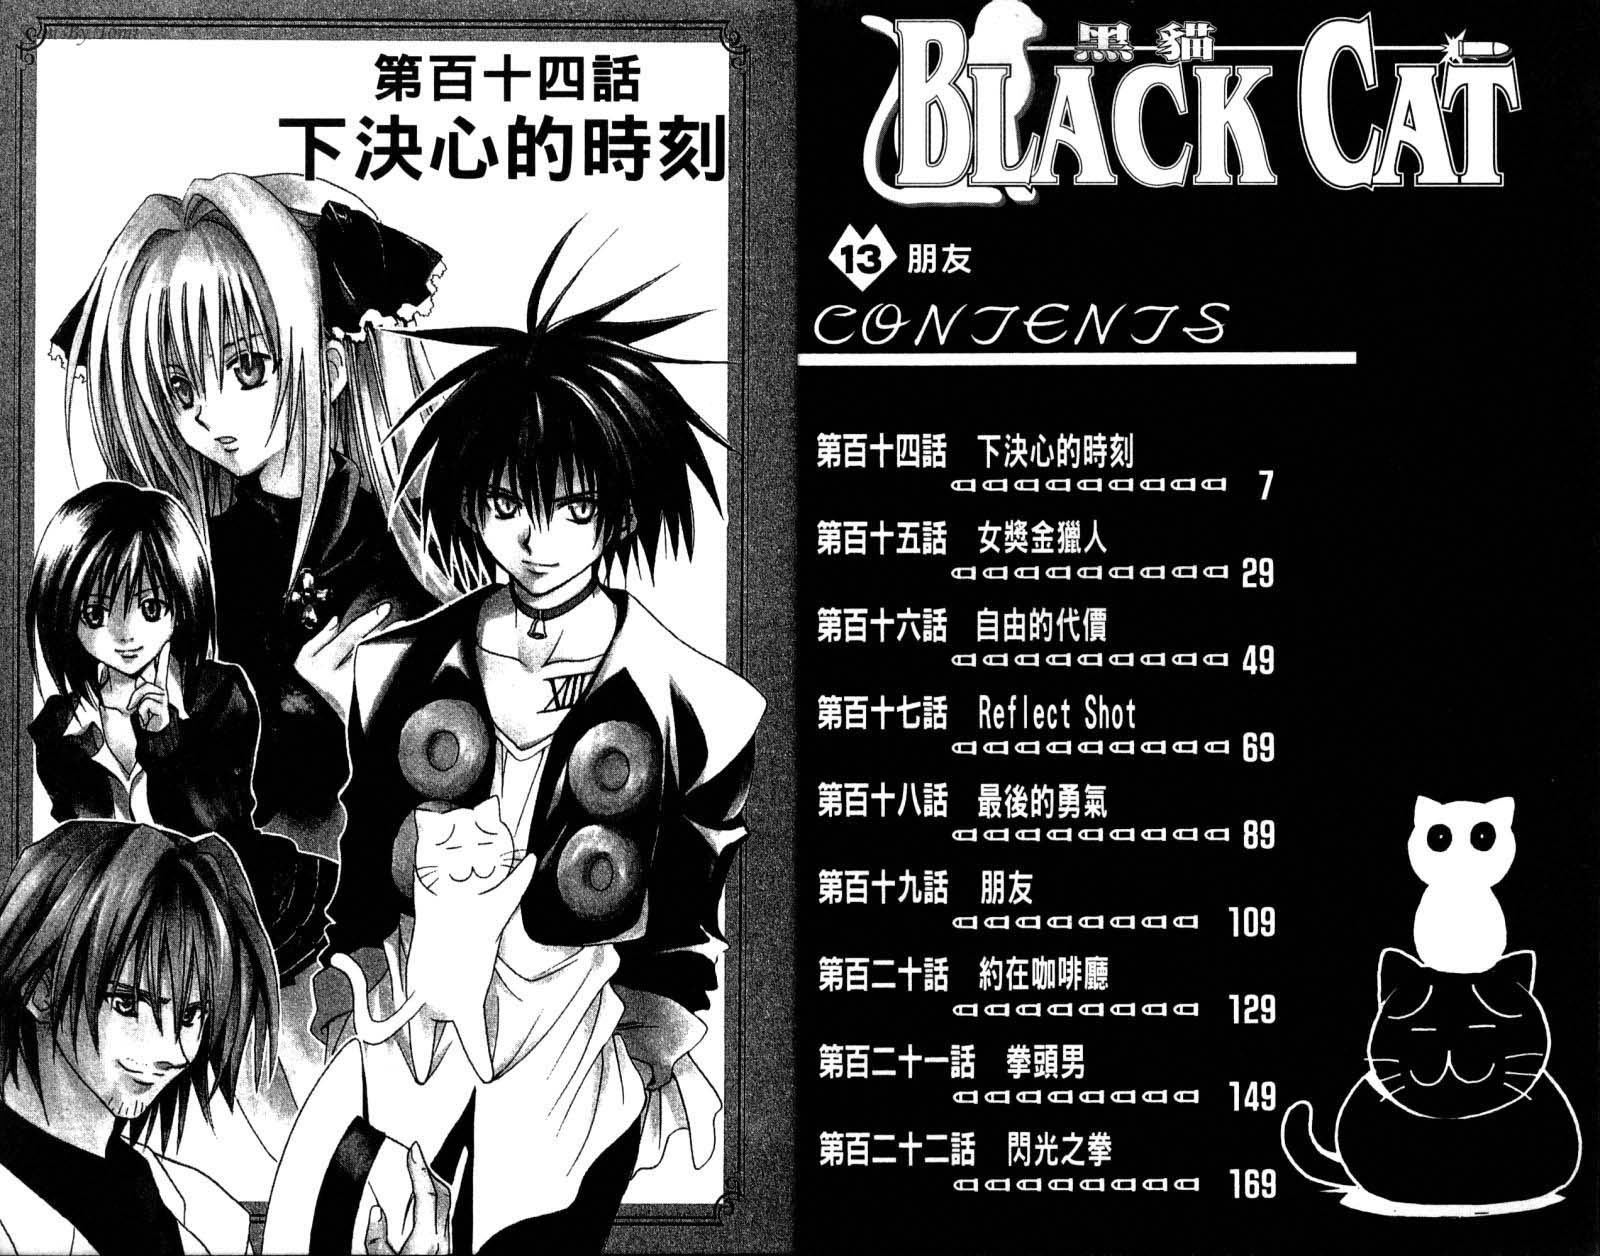 第百十四話
下決心的時刻
XIII
黑貓
BLACK CAT
13 朋友
CONTENTS
第百十四話 下決心的時刻 7
第百十五話 女獎金獵人 29
第百十六話 自由的代價 49
第百十七話 Reflect Shot 69
第百十八話 最後的勇氣 89
第百十九話 朋友 109
第百二十話 約在咖啡廳 129
第百二十一話 拳頭男 149
第百二十二話 閃光之拳 169